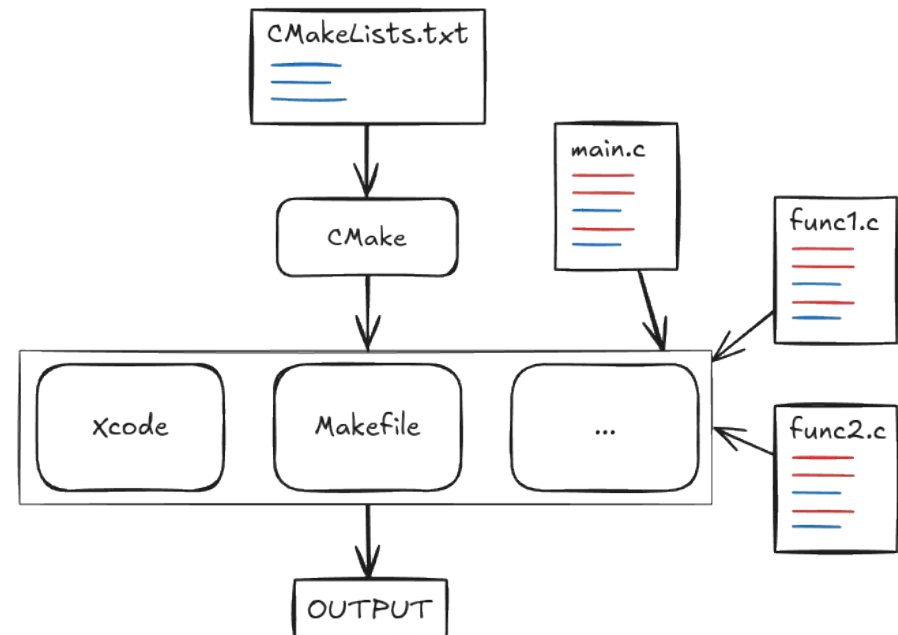 CMakeLists.txt
main.c
CMake
func1.c
Xcode
Makefile
...
func2.c
OUTPUT